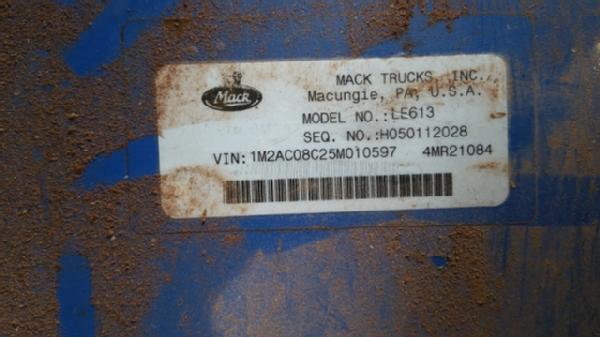 Mack
MACK TRUCKS, INC.,
Macungie, PA, U.S.A.
MODEL NO.:LE613
SEQ. NO.:H050112028
VIN:1M2AC08C25M010597 4MR21084